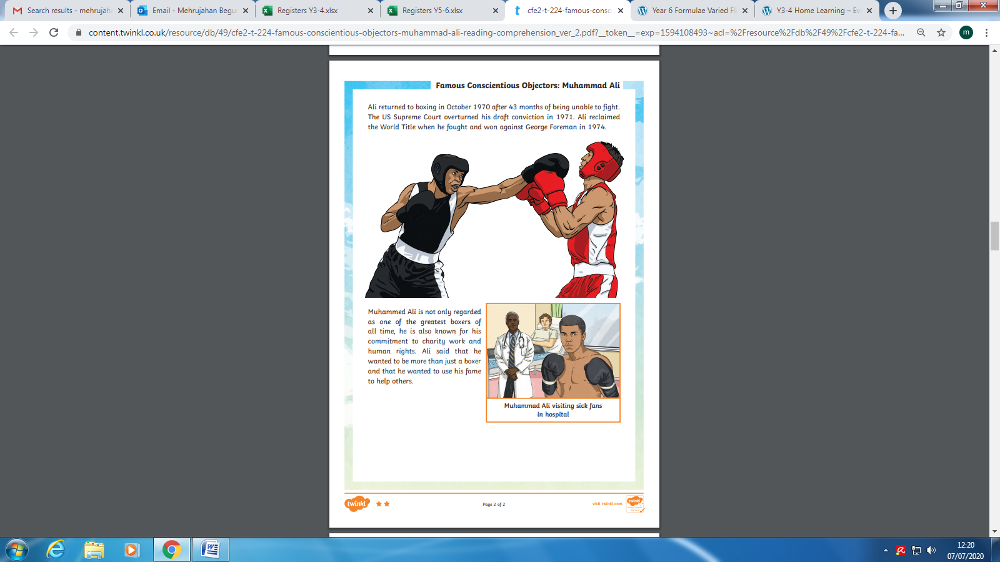 Search results - mehrujah
Email - Mehrujahan Begu
Registers Y3-4.xlsx
Registers Y5-6.xlsx
cfe2-t-224-famous-consc
Year 6 Formulae Varied Fl
Y3-4 Home Learning – Ev
content.twinkl.co.uk/resource/db/49/cfe2-t-224-famous-conscientious-objectors-muhammad-ali-reading-comprehension_ver_2.pdf?__token__=exp=1594108493~acl=%2Fresource%2Fdb%2F49%2Fcfe2-t-224-fa...
m
Famous Conscientious Objectors: Muhammad Ali
Ali returned to boxing in October 1970 after 43 months of being unable to fight.
The US Supreme Court overturned his draft conviction in 1971. Ali reclaimed
the World Title when he fought and won against George Foreman in 1974.
Muhammed Ali is not only regarded
as one of the greatest boxers of
all time, he is also known for his
commitment to charity work and
human rights. Ali said that he
wanted to be more than just a boxer
and that he wanted to use his fame
to help others.
Muhammad Ali visiting sick fans
in hospital
twinkl
Page 2 of 2
visit twinkl.com
twinkl
12:20
07/07/2020